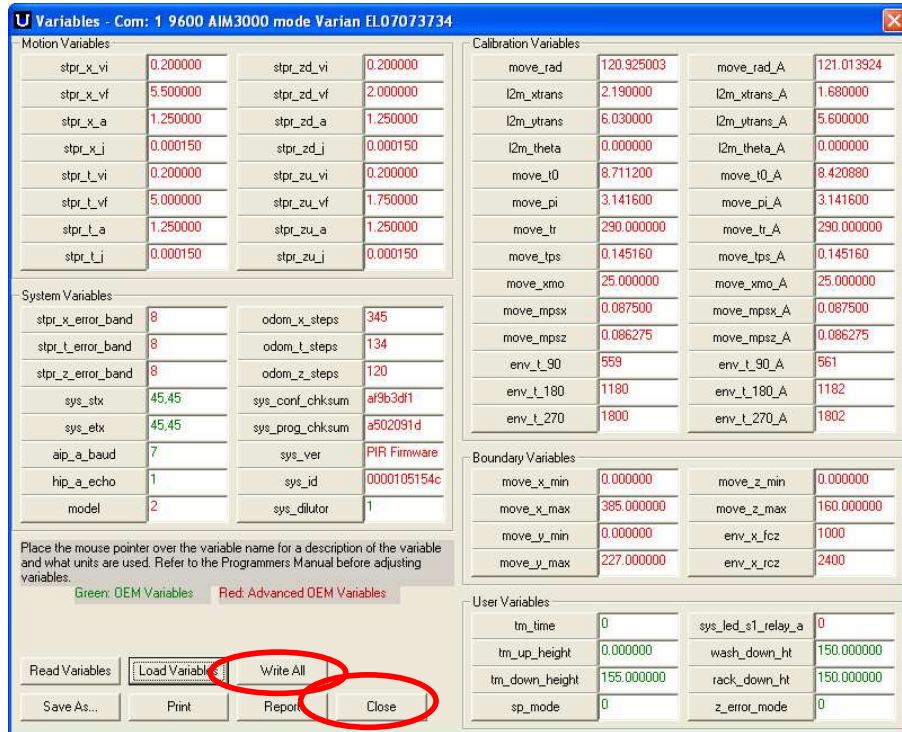 Variables - Com: 1 9600 AIM3000 mode Varian EL07073734
Motion Variables
stpr_x_vi 0.200000 stpr_zd_vi 0.200000
stpr_x_vf 5.500000 stpr_zd_vf 2.000000
stpr_x_a 1.250000 stpr_zd_a 1.250000
stpr_x_j 0.000150 stpr_zd_j 0.000150
stpr_t_vi 0.200000 stpr_zu_vi 0.200000
stpr_t_vf 5.000000 stpr_zu_vf 1.750000
stpr_t_a 1.250000 stpr_zu_a 1.250000
stpr_t_j 0.000150 stpr_zu_j 0.000150
System Variables
stpr_x_error_band 8 odom_x_steps 345
stpr_t_error_band 8 odom_t_steps 134
stpr_z_error_band 8 odom_z_steps 120
sys_stx 45,45 sys_conf_chksum af9b3df1
sys_etx 45,45 sys_prog_chksum a502091d
aip_a_baud 7 sys_ver PIR Firmware
hip_a_echo 1 sys_id 0000105154c
model 2 sys_dilutor 1
Place the mouse pointer over the variable name for a description of the variable
and what units are used. Refer to the Programmers Manual before adjusting
variables.
Green: OEM Variables Red: Advanced OEM Variables
Read Variables Load Variables Write All
Save As... Print Report Close
Calibration Variables
move_rad 120.925003 move_rad_A 121.013924
l2m_xtrans 2.190000 l2m_xtrans_A 1.680000
l2m_ytrans 6.030000 l2m_ytrans_A 5.600000
l2m_theta 0.000000 l2m_theta_A 0.000000
move_t0 8.711200 move_t0_A 8.420880
move_pi 3.141600 move_pi_A 3.141600
move_tr 290.000000 move_tr_A 290.000000
move_tps 0.145160 move_tps_A 0.145160
move_xmo 25.000000 move_xmo_A 25.000000
move_mpsx 0.087500 move_mpsx_A 0.087500
move_mpsz 0.086275 move_mpsz_A 0.086275
env_t_90 559 env_t_90_A 561
env_t_180 1180 env_t_180_A 1182
env_t_270 1800 env_t_270_A 1802
Boundary Variables
move_x_min 0.000000 move_z_min 0.000000
move_x_max 385.000000 move_z_max 160.000000
move_y_min 0.000000 env_x_fcz 1000
move_y_max 227.000000 env_x_rcz 2400
User Variables
tm_time 0 sys_led_s1_relay_a 0
tm_up_height 0.000000 wash_down_ht 150.000000
tm_down_height 155.000000 rack_down_ht 150.000000
sp_mode 0 z_error_mode 0